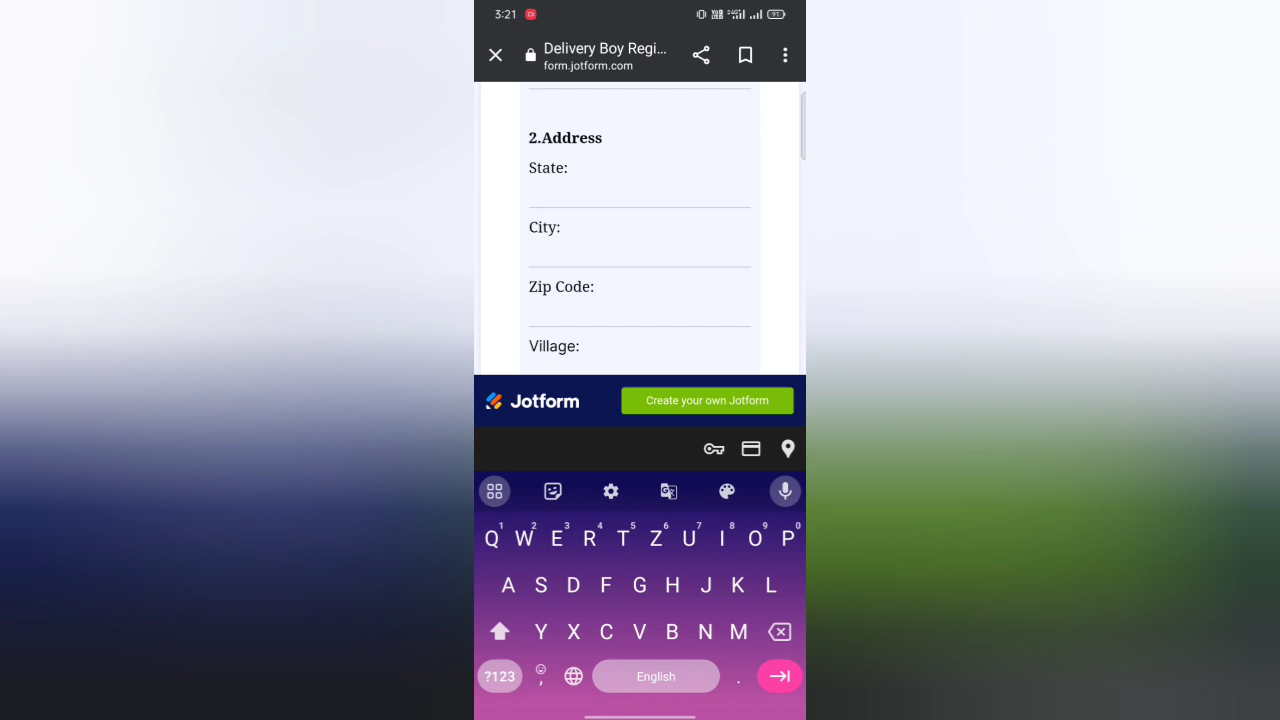 3:21
91
Delivery Boy Regi...
form.jotform.com
2.Address
State:
City:
Zip Code:
Village:
Jotform
Create your own Jotform
1 2 3 4 5 6 7 8 9 0
Q W E R T Z U I O P
A S D F G H J K L
Y X C V B N M
?123 , English .